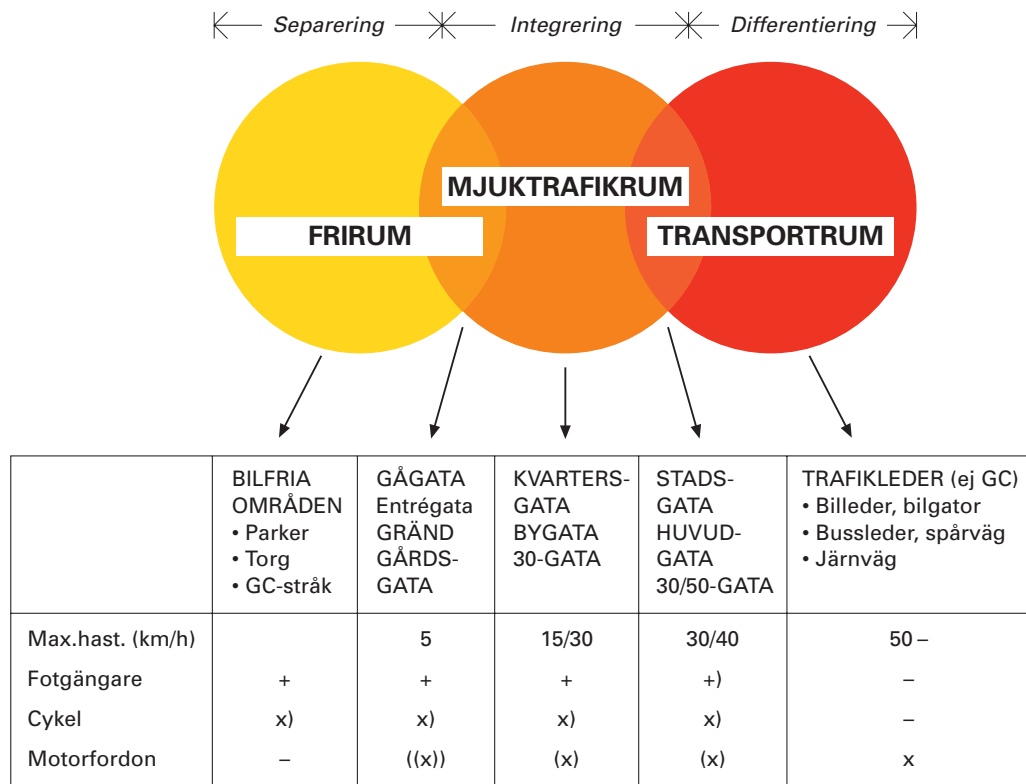 Separering Integrering Differentiering
MJUKTRAFIKRUM
FRIRUM TRANSPORTRUM
BILFRIA
OMRÅDEN
• Parker
• Torg
• GC-stråk
GÅGATA
Entrégata
GRÄND
GÅRDS-
GATA
KVARTERS-
GATA
BYGATA
30-GATA
STADS-
GATA
HUVUD-
GATA
30/50-GATA
TRAFIKLEDER (ej GC)
• Billeder, bilgator
• Bussleder, spårväg
• Järnväg
Max.hast. (km/h) 5 15/30 30/40 50 –
Fotgängare + + + +) –
Cykel x) x) x) x) –
Motorfordon – ((x)) (x) (x) x